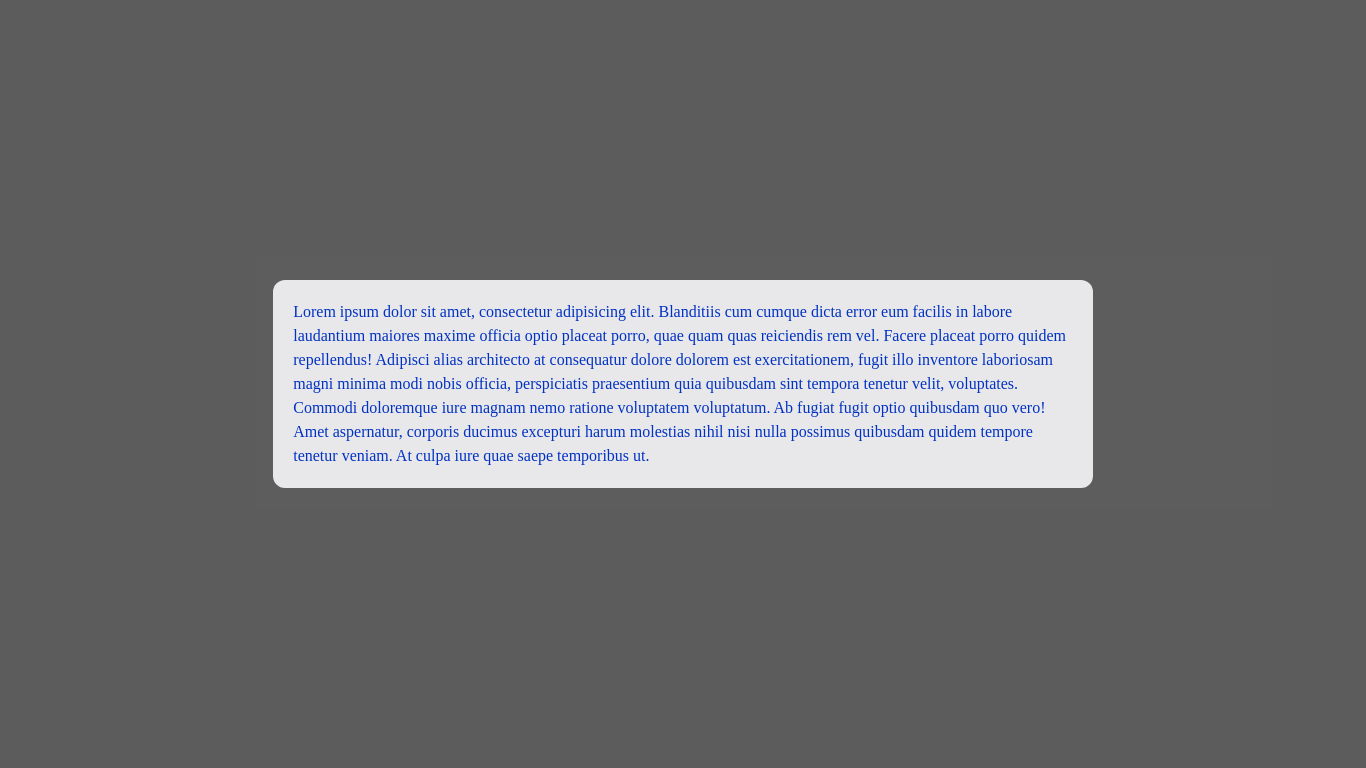 Lorem ipsum dolor sit amet, consectetur adipisicing elit. Blanditiis cum cumque dicta error eum facilis in labore
laudantium maiores maxime officia optio placeat porro, quae quam quas reiciendis rem vel. Facere placeat porro quidem
repellendus! Adipisci alias architecto at consequatur dolore dolorem est exercitationem, fugit illo inventore laboriosam
magni minima modi nobis officia, perspiciatis praesentium quia quibusdam sint tempora tenetur velit, voluptates.
Commodi doloremque iure magnam nemo ratione voluptatem voluptatum. Ab fugiat fugit optio quibusdam quo vero!
Amet aspernatur, corporis ducimus excepturi harum molestias nihil nisi nulla possimus quibusdam quidem tempore
tenetur veniam. At culpa iure quae saepe temporibus ut.